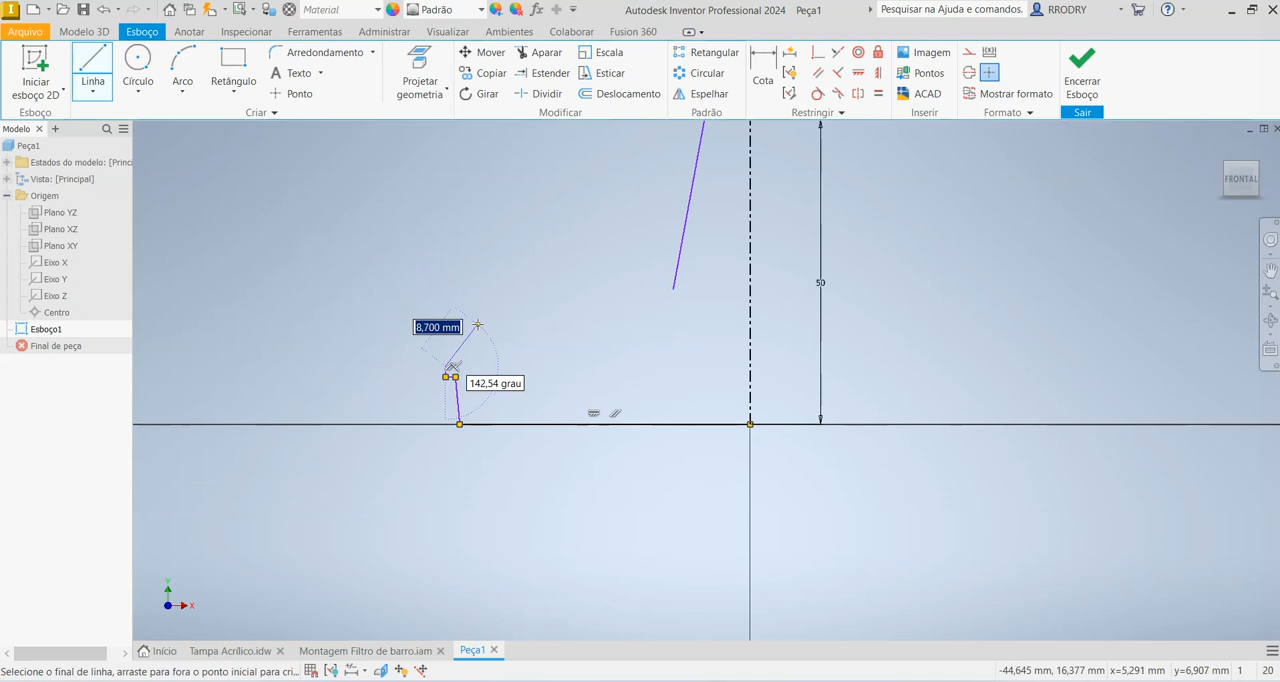 Material
Padrão
Autodesk Inventor Professional 2024 Peça1
Pesquisar na Ajuda e comandos.
RRODRY
Arquivo
Modelo 3D
Esboço
Anotar
Inspecionar
Ferramentas
Administrar
Visualizar
Ambientes
Colaborar
Fusion 360
Iniciar
esboço 2D
Linha
Círculo
Arco
Retângulo
Arredondamento
Texto
Ponto
Projetar
geometria
Mover
Aparar
Escala
Copiar
Estender
Esticar
Girar
Dividir
Deslocamento
Retangular
Circular
Espelhar
Cota
Imagem
Pontos
ACAD
Mostrar formato
Encerrar
Esboço
Esboço
Criar
Modificar
Padrão
Restringir
Inserir
Formato
Sair
Modelo
Peça1
Estados do modelo: [Princ
Vista: [Principal]
Origem
Plano YZ
Plano XZ
Plano XY
Eixo X
Eixo Y
Eixo Z
Centro
Esboço1
Final de peça
FRONTAL
50
8,700 mm
142,54 grau
Y
X
Início
Tampa Acrílico.idw
Montagem Filtro de barro.iam
Peça1
Selecione o final de linha, arraste para fora o ponto inicial para cri...
-44,645 mm, 16,377 mm x=5,291 mm y=6,907 mm 1 20